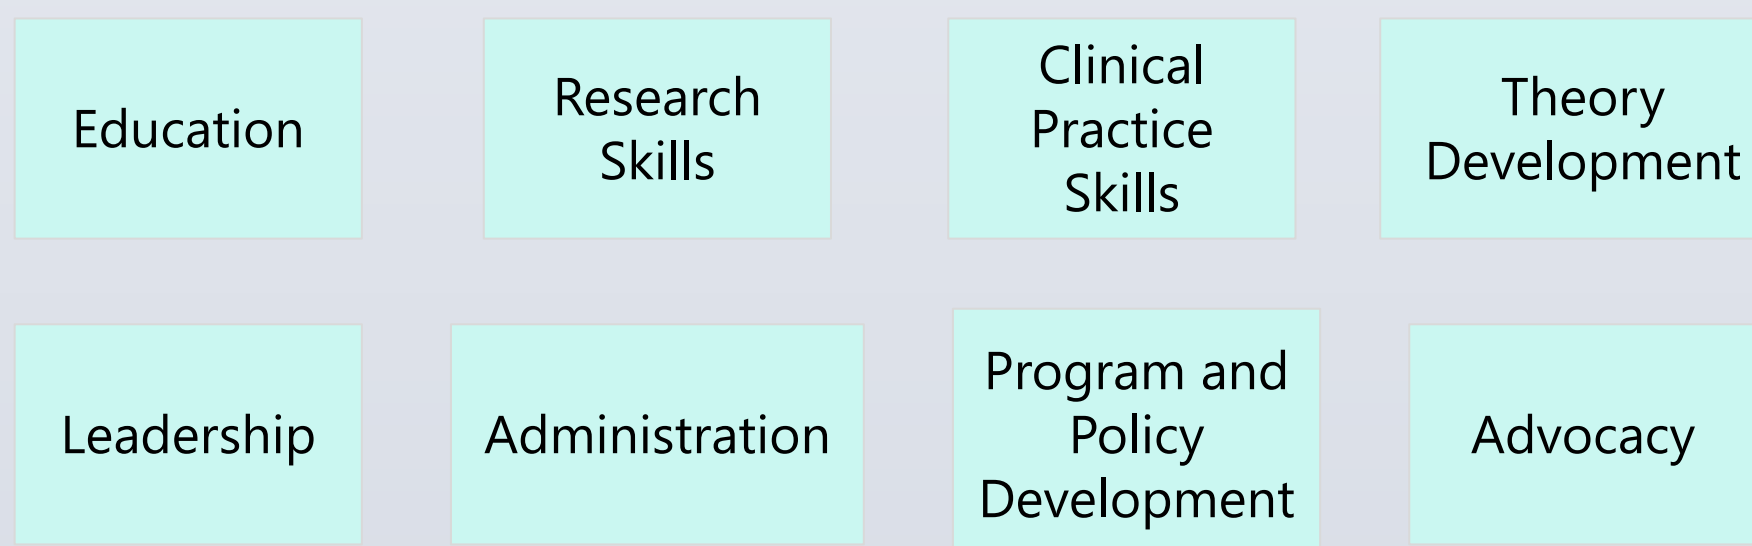 Education
Research
Skills
Clinical
Practice
Skills
Theory
Development
Leadership
Administration
Program and
Policy
Development
Advocacy